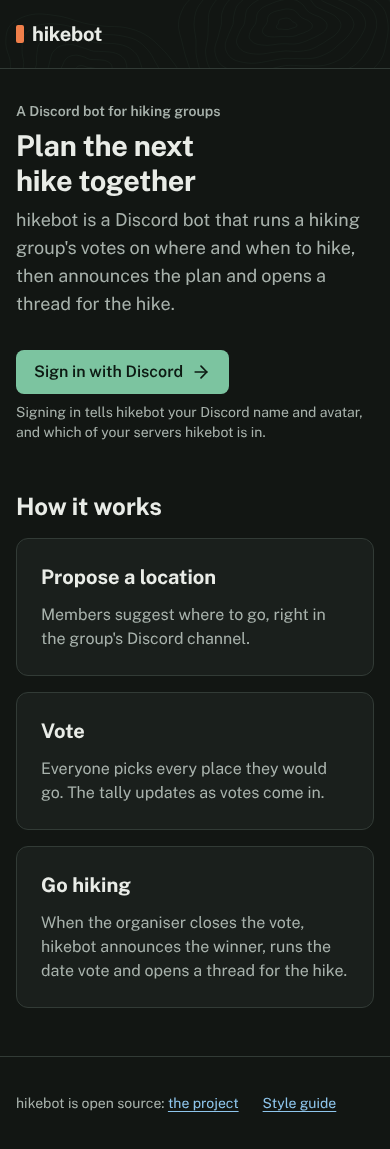 hikebot
A Discord bot for hiking groups
Plan the next
hike together
hikebot is a Discord bot that runs a hiking
group's votes on where and when to hike,
then announces the plan and opens a
thread for the hike.
Sign in with Discord →
Signing in tells hikebot your Discord name and avatar,
and which of your servers hikebot is in.
How it works
Propose a location
Members suggest where to go, right in
the group's Discord channel.
Vote
Everyone picks every place they would
go. The tally updates as votes come in.
Go hiking
When the organiser closes the vote,
hikebot announces the winner, runs the
date vote and opens a thread for the hike.
hikebot is open source: the project Style guide